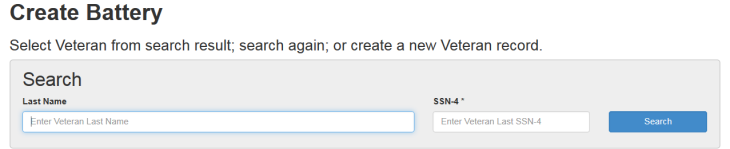 Create Battery
Select Veteran from search result; search again; or create a new Veteran record.
Search
Last Name SSN-4 *
Enter Veteran Last Name Enter Veteran Last SSN-4 Search